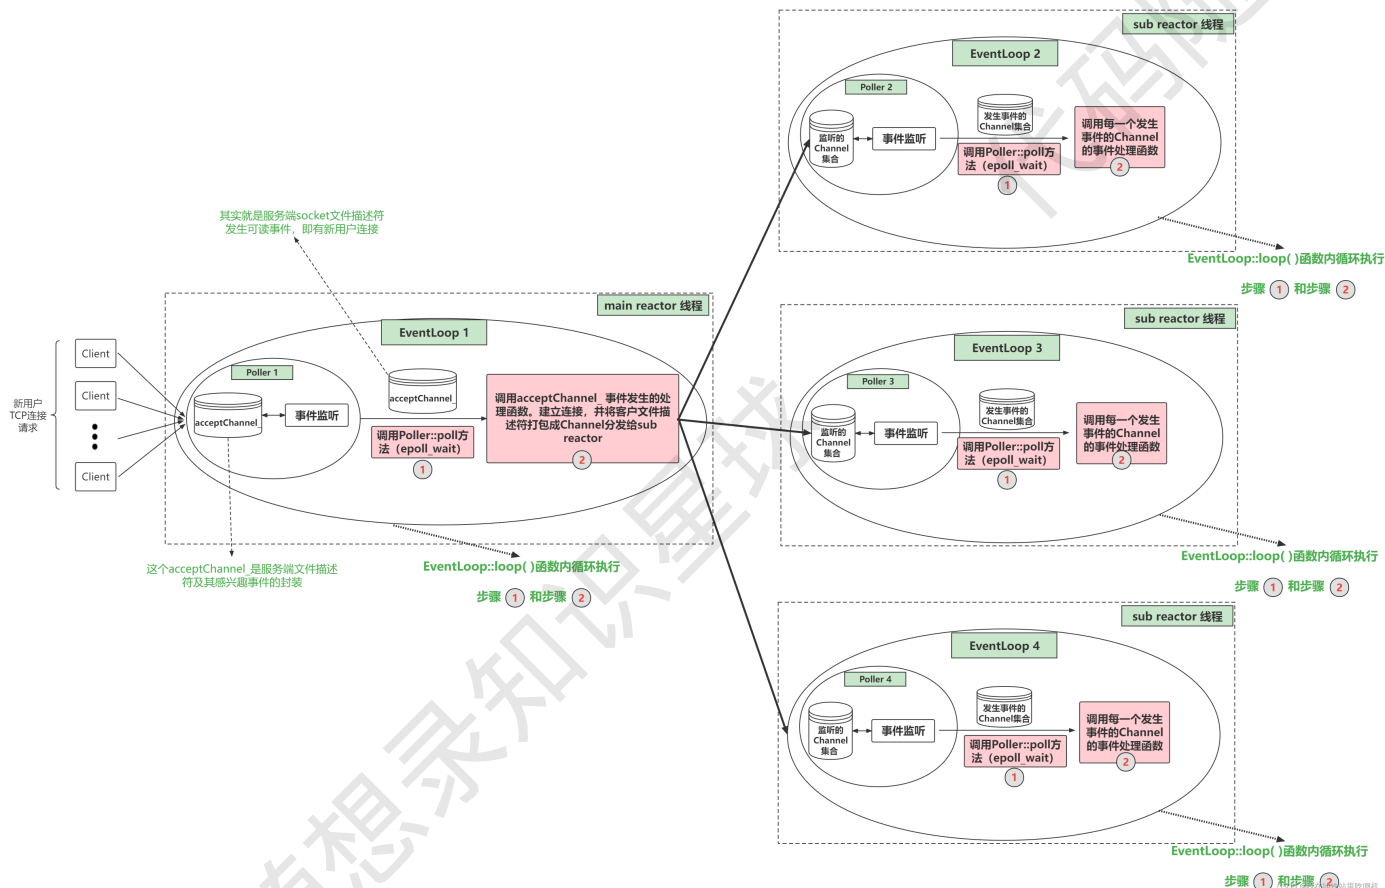 新用户
TCP连接
请求
Client
Client
Client
Client
其实就是服务端socket文件描述符
发生可读事件，即有新用户连接
main reactor 线程
EventLoop 1
Poller 1
acceptChannel_
事件监听
acceptChannel_
调用Poller::poll方
法（epoll_wait）
1
调用acceptChannel_ 事件发生的处
理函数。建立连接，并将客户文件描
述符打包成Channel分发给sub
reactor
2
这个acceptChannel_是服务端文件描述
符及其感兴趣事件的封装
EventLoop::loop( )函数内循环执行
步骤 1 和步骤 2
sub reactor 线程
EventLoop 2
Poller 2
监听的
Channel
集合
事件监听
发生事件的
Channel集合
调用Poller::poll方
法（epoll_wait）
1
调用每一个发生
事件的Channel
的事件处理函数
2
EventLoop::loop( )函数内循环执行
步骤 1 和步骤 2
sub reactor 线程
EventLoop 3
Poller 3
监听的
Channel
集合
事件监听
发生事件的
Channel集合
调用Poller::poll方
法（epoll_wait）
1
调用每一个发生
事件的Channel
的事件处理函数
2
EventLoop::loop( )函数内循环执行
步骤 1 和步骤 2
sub reactor 线程
EventLoop 4
Poller 4
监听的
Channel
集合
事件监听
发生事件的
Channel集合
调用Poller::poll方
法（epoll_wait）
1
调用每一个发生
事件的Channel
的事件处理函数
2
EventLoop::loop( )函数内循环执行
步骤 1 和步骤 2
代码随
想录知识星球